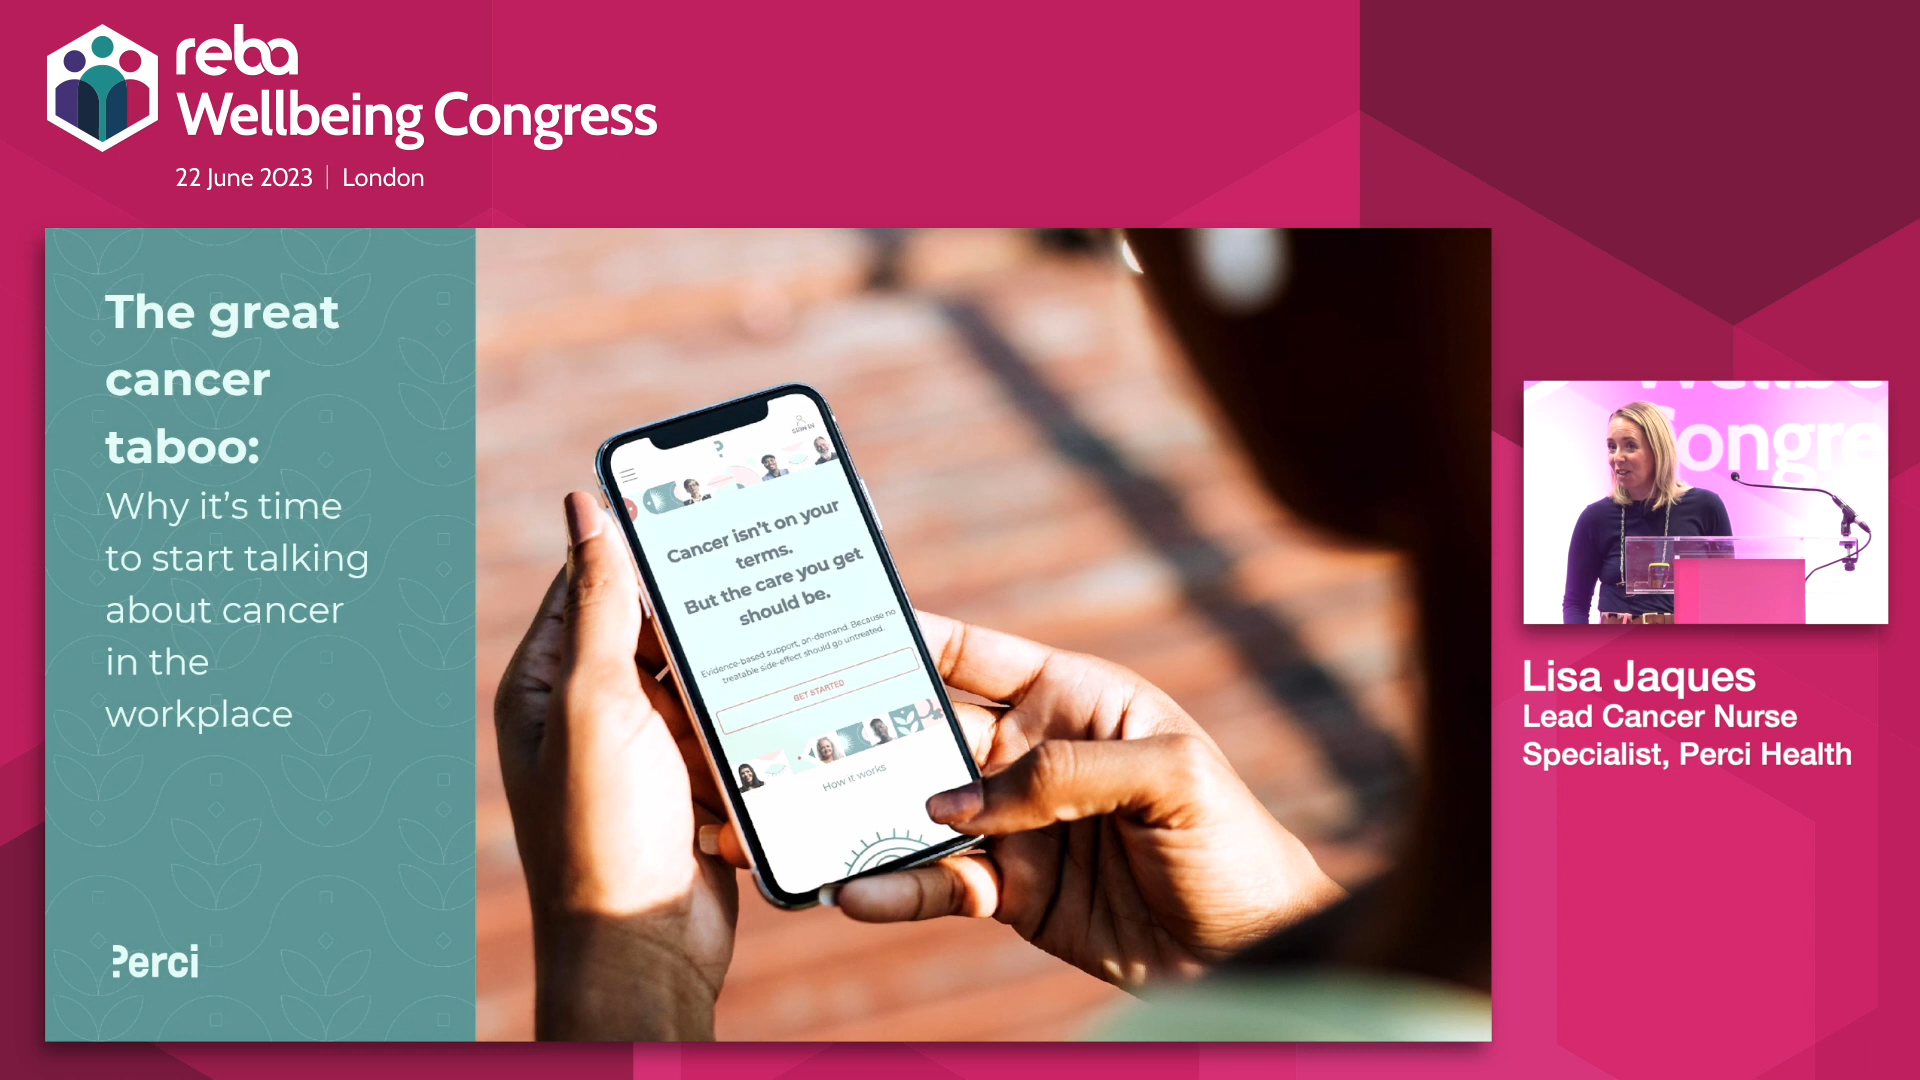 reba
Wellbeing Congress
22 June 2023 | London
The great
cancer
taboo:
Why it’s time
to start talking
about cancer
in the
workplace
Perci
SIGN IN
Cancer isn’t on your
terms.
But the care you get
should be.
Evidence-based support, on-demand. Because no
treatable side-effect should go untreated.
GET STARTED
How it works
Congre
Lisa Jaques
Lead Cancer Nurse
Specialist, Perci Health